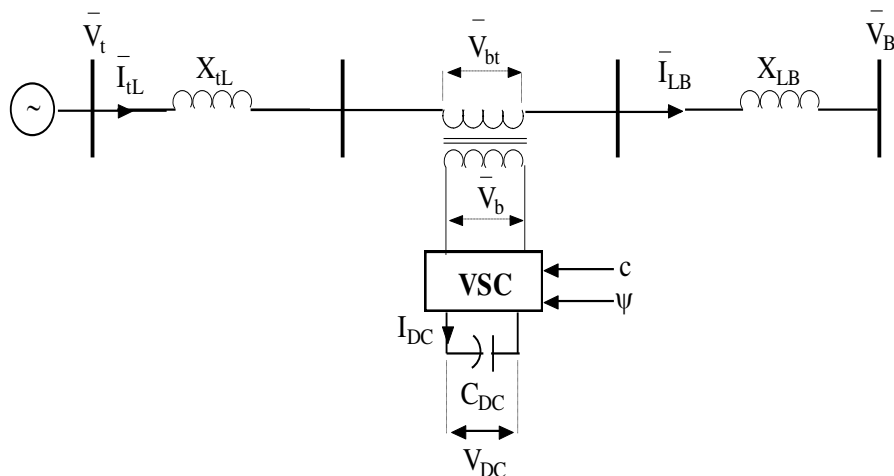 V̄t
ĪtL
XtL
V̄bt
ĪLB
XLB
V̄B
~
V̄b
VSC
c
ψ
IDC
CDC
VDC